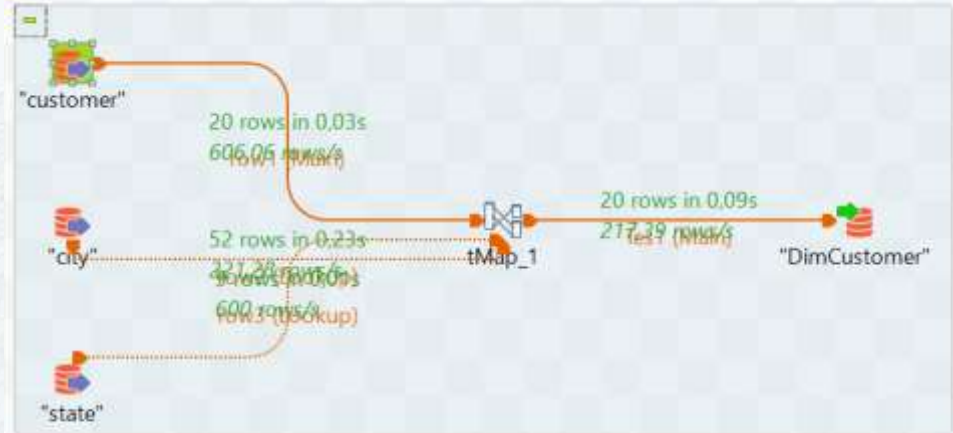 "customer"
20 rows in 0,03s
606,06 rows/s
row1 (Main)
20 rows in 0,09s
217,39 rows/s
(Main)
"city"
52 rows in 0,23s
tMap_1
"DimCustomer"
600 rows/s
row3 (Lookup)
"state"